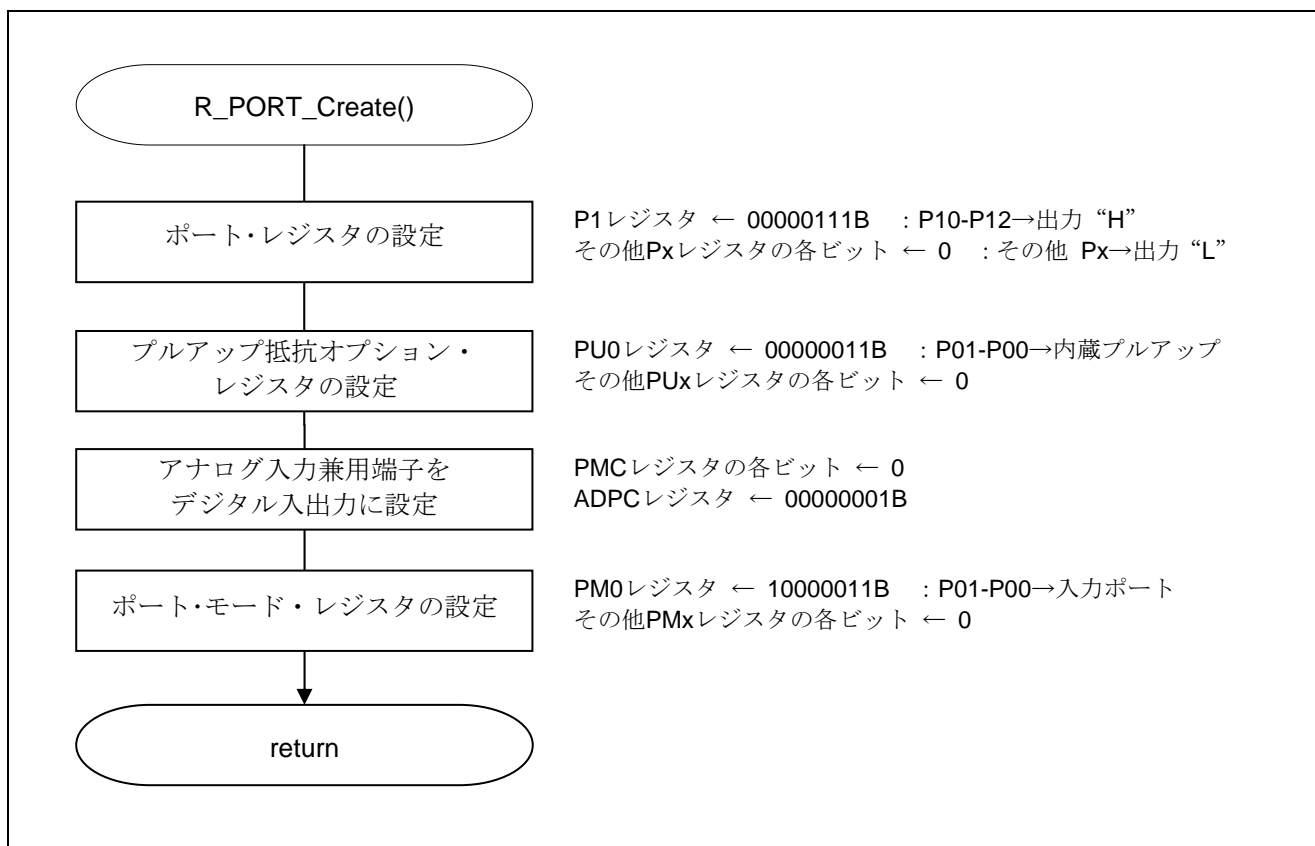 R_PORT_Create()
ポート・レジスタの設定
P1レジスタ ← 00000111B : P10-P12→出力 “H”
その他Pxレジスタの各ビット ← 0 : その他 Px→出力 “L”
プルアップ抵抗オプション・
レジスタの設定
PU0レジスタ ← 00000011B : P01-P00→内蔵プルアップ
その他PUxレジスタの各ビット ← 0
アナログ入力兼用端子を
デジタル入出力に設定
PMCレジスタの各ビット ← 0
ADPCレジスタ ← 00000001B
ポート・モード・レジスタの設定
PM0レジスタ ← 10000011B : P01-P00→入力ポート
その他PMxレジスタの各ビット ← 0
return